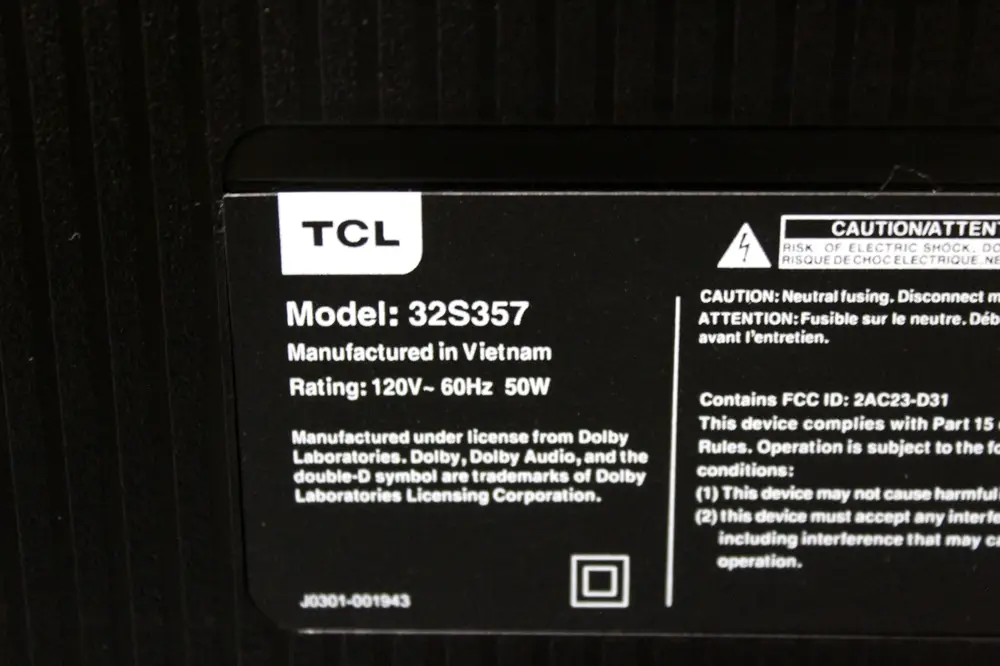 TCL
Model: 32S357
Manufactured in Vietnam
Rating: 120V~ 60Hz 50W
Manufactured under license from Dolby
Laboratories. Dolby, Dolby Audio, and the
double-D symbol are trademarks of Dolby
Laboratories Licensing Corporation.
J0301-001943
CAUTION/ATTENT
RISK OF ELECTRIC SHOCK. DO
RISQUE DE CHOC ELECTRIQUE. NE
CAUTION: Neutral fusing. Disconnect m
ATTENTION: Fusible sur le neutre. Déb
avant l'entretien.
Contains FCC ID: 2AC23-D31
This device complies with Part 15
Rules. Operation is subject to the fo
conditions:
(1) This device may not cause harmful
(2) this device must accept any interfe
including interference that may ca
operation.